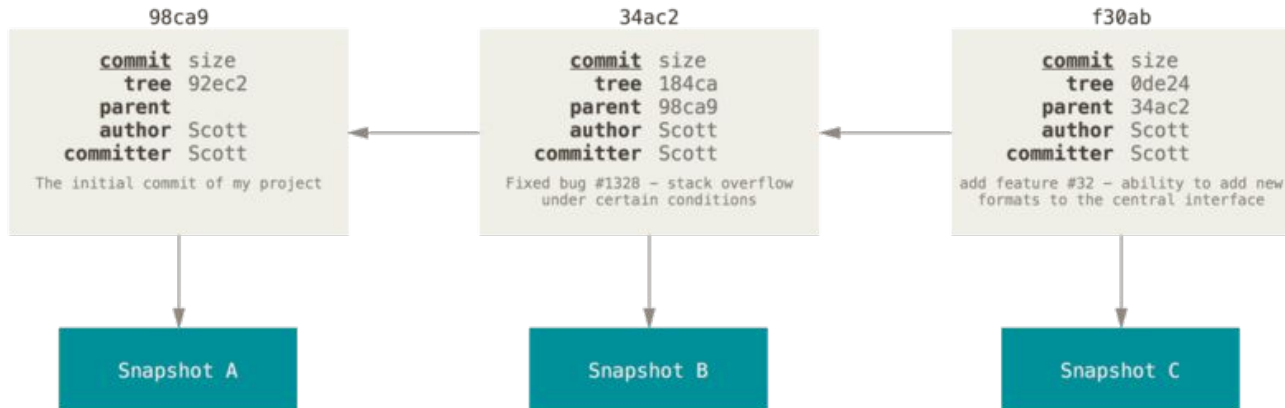 98ca9
commit size
tree 92ec2
parent
author Scott
committer Scott
The initial commit of my project
Snapshot A
34ac2
commit size
tree 184ca
parent 98ca9
author Scott
committer Scott
Fixed bug #1328 – stack overflow
under certain conditions
Snapshot B
f30ab
commit size
tree 0de24
parent 34ac2
author Scott
committer Scott
add feature #32 – ability to add new
formats to the central interface
Snapshot C